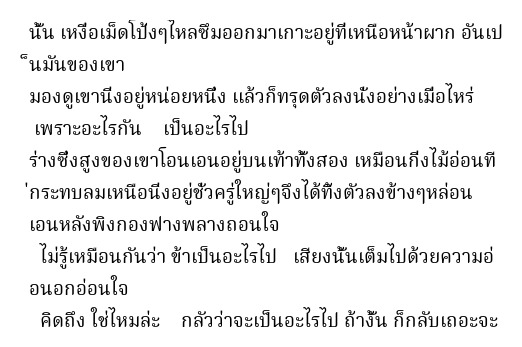 นั้น เหงื่อเม็ดโป้งๆไหลซึมออกมาเกาะอยู่ที่เหนือหน้าผาก อันเป
็นมันของเขา
มองดูเขานิ่งอยู่หน่อยหนึ่ง แล้วก็ทรุดตัวลงนั่งอย่างเมื่อไหร่
เพราะอะไรกัน เป็นอะไรไป
ร่างซึ่งสูงของเขาโอนเอนอยู่บนเท้าทั้งสอง เหมือนกิ่งไม้อ่อนที
่กระทบลมเหนือนิ่งอยู่ชั่วครู่ใหญ่ๆจึงได้ทิ้งตัวลงข้างๆหล่อน
เอนหลังพิงกองฟางพลางถอนใจ
ไม่รู้เหมือนกันว่า ข้าเป็นอะไรไป เสียงนั้นเต็มไปด้วยความอ่
อนอกอ่อนใจ
คิดถึง ใช่ไหมล่ะ กลัวว่าจะเป็นอะไรไป ถ้างั้น ก็กลับเถอะจะ